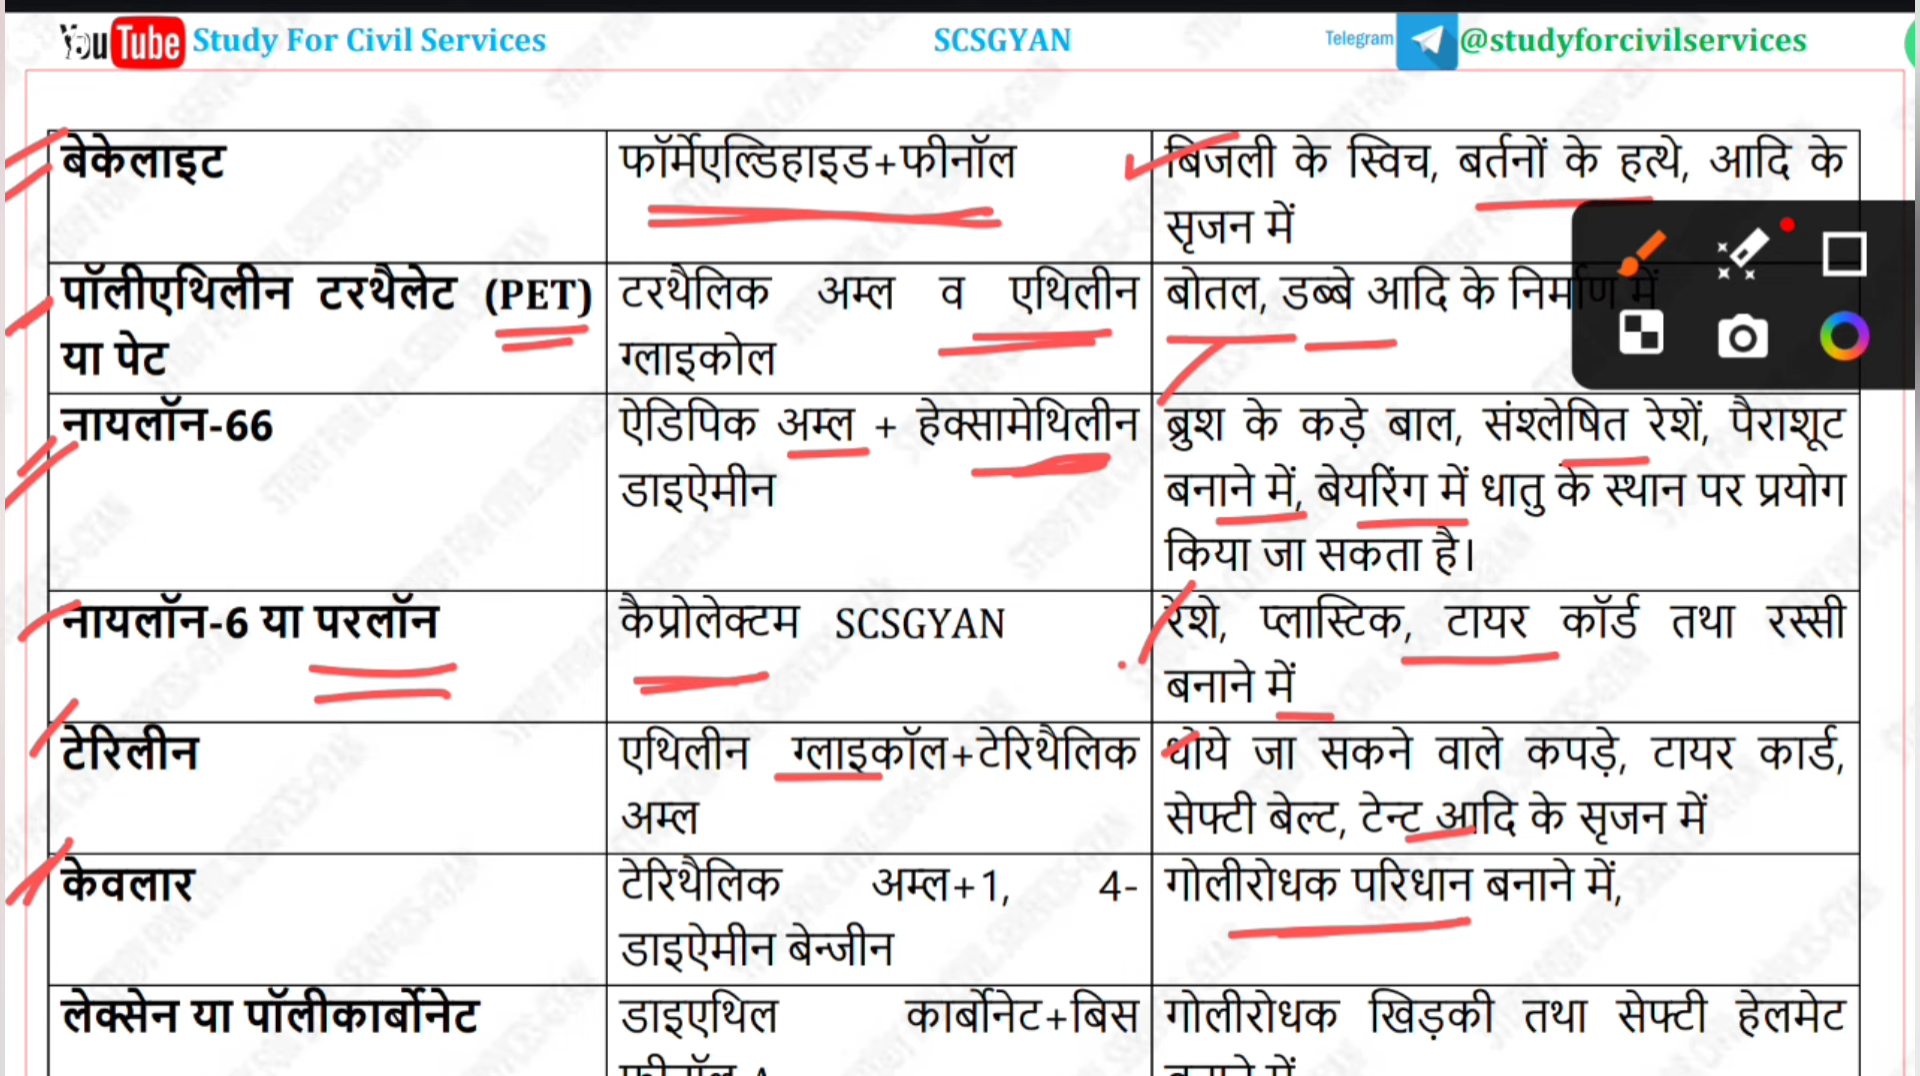 YouTube Study For Civil Services SCSGYAN Telegram @studyforcivilservices
बेकेलाइट
फॉर्मेएल्डिहाइड+फीनॉल
बिजली के स्विच, बर्तनों के हत्थे, आदि के
सृजन में
पॉलीएथिलीन टरथैलेट (PET)
या पेट
टरथैलिक अम्ल व एथिलीन
ग्लाइकोल
बोतल, डब्बे आदि के निर्माण में
नायलॉन-66
ऐडिपिक अम्ल + हेक्सामेथिलीन
डाइऐमीन
ब्रुश के कड़े बाल, संश्लेषित रेशें, पैराशूट
बनाने में, बेयरिंग में धातु के स्थान पर प्रयोग
किया जा सकता है।
नायलॉन-6 या परलॉन
कैप्रोलेक्टम SCSGYAN
रेशे, प्लास्टिक, टायर कॉर्ड तथा रस्सी
बनाने में
टेरिलीन
एथिलीन ग्लाइकॉल+टेरिथैलिक
अम्ल
धोये जा सकने वाले कपड़े, टायर कार्ड,
सेफ्टी बेल्ट, टेन्ट आदि के सृजन में
केवलार
टेरिथैलिक अम्ल+1, 4-
डाइऐमीन बेन्जीन
गोलीरोधक परिधान बनाने में,
लेक्सेन या पॉलीकार्बोनेट
डाइएथिल कार्बोनेट+बिस
गोलीरोधक खिड़की तथा सेफ्टी हेलमेट